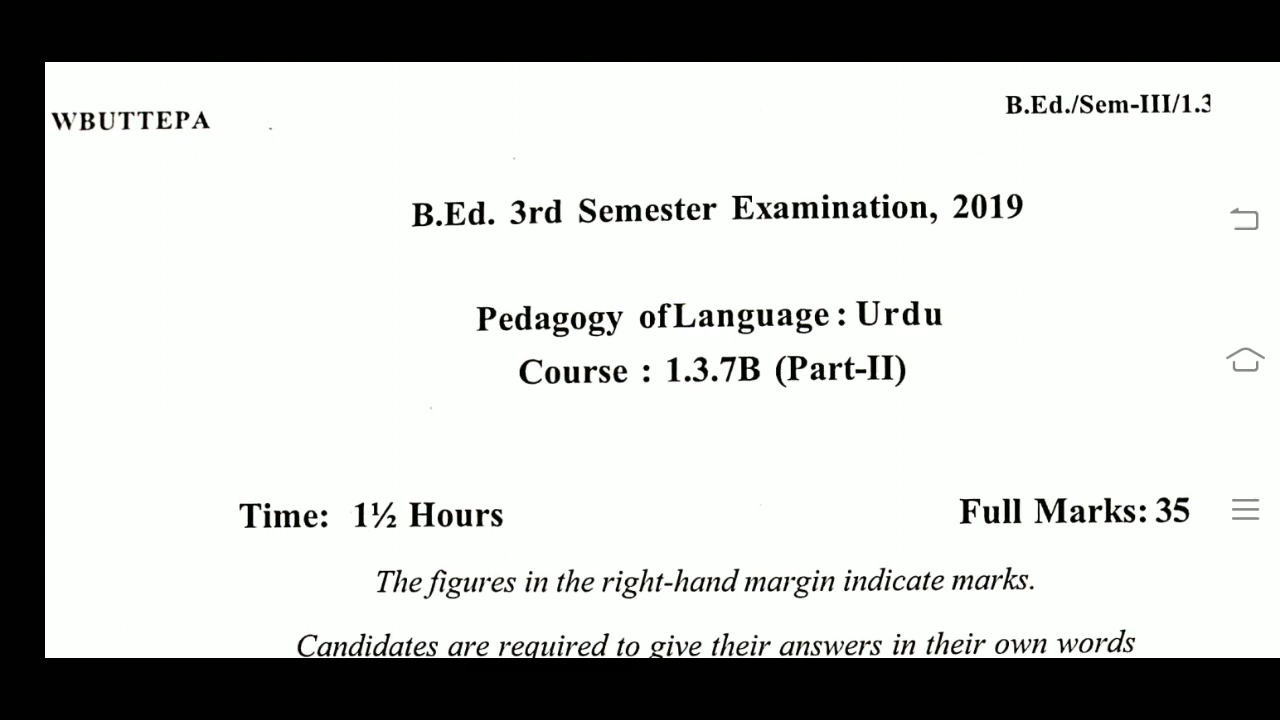 WBUTTEPA
B.Ed./Sem-III/1.3
B.Ed. 3rd Semester Examination, 2019
Pedagogy of Language : Urdu
Course : 1.3.7B (Part-II)
Time: 1½ Hours
Full Marks: 35
The figures in the right-hand margin indicate marks.
Candidates are required to give their answers in their own words